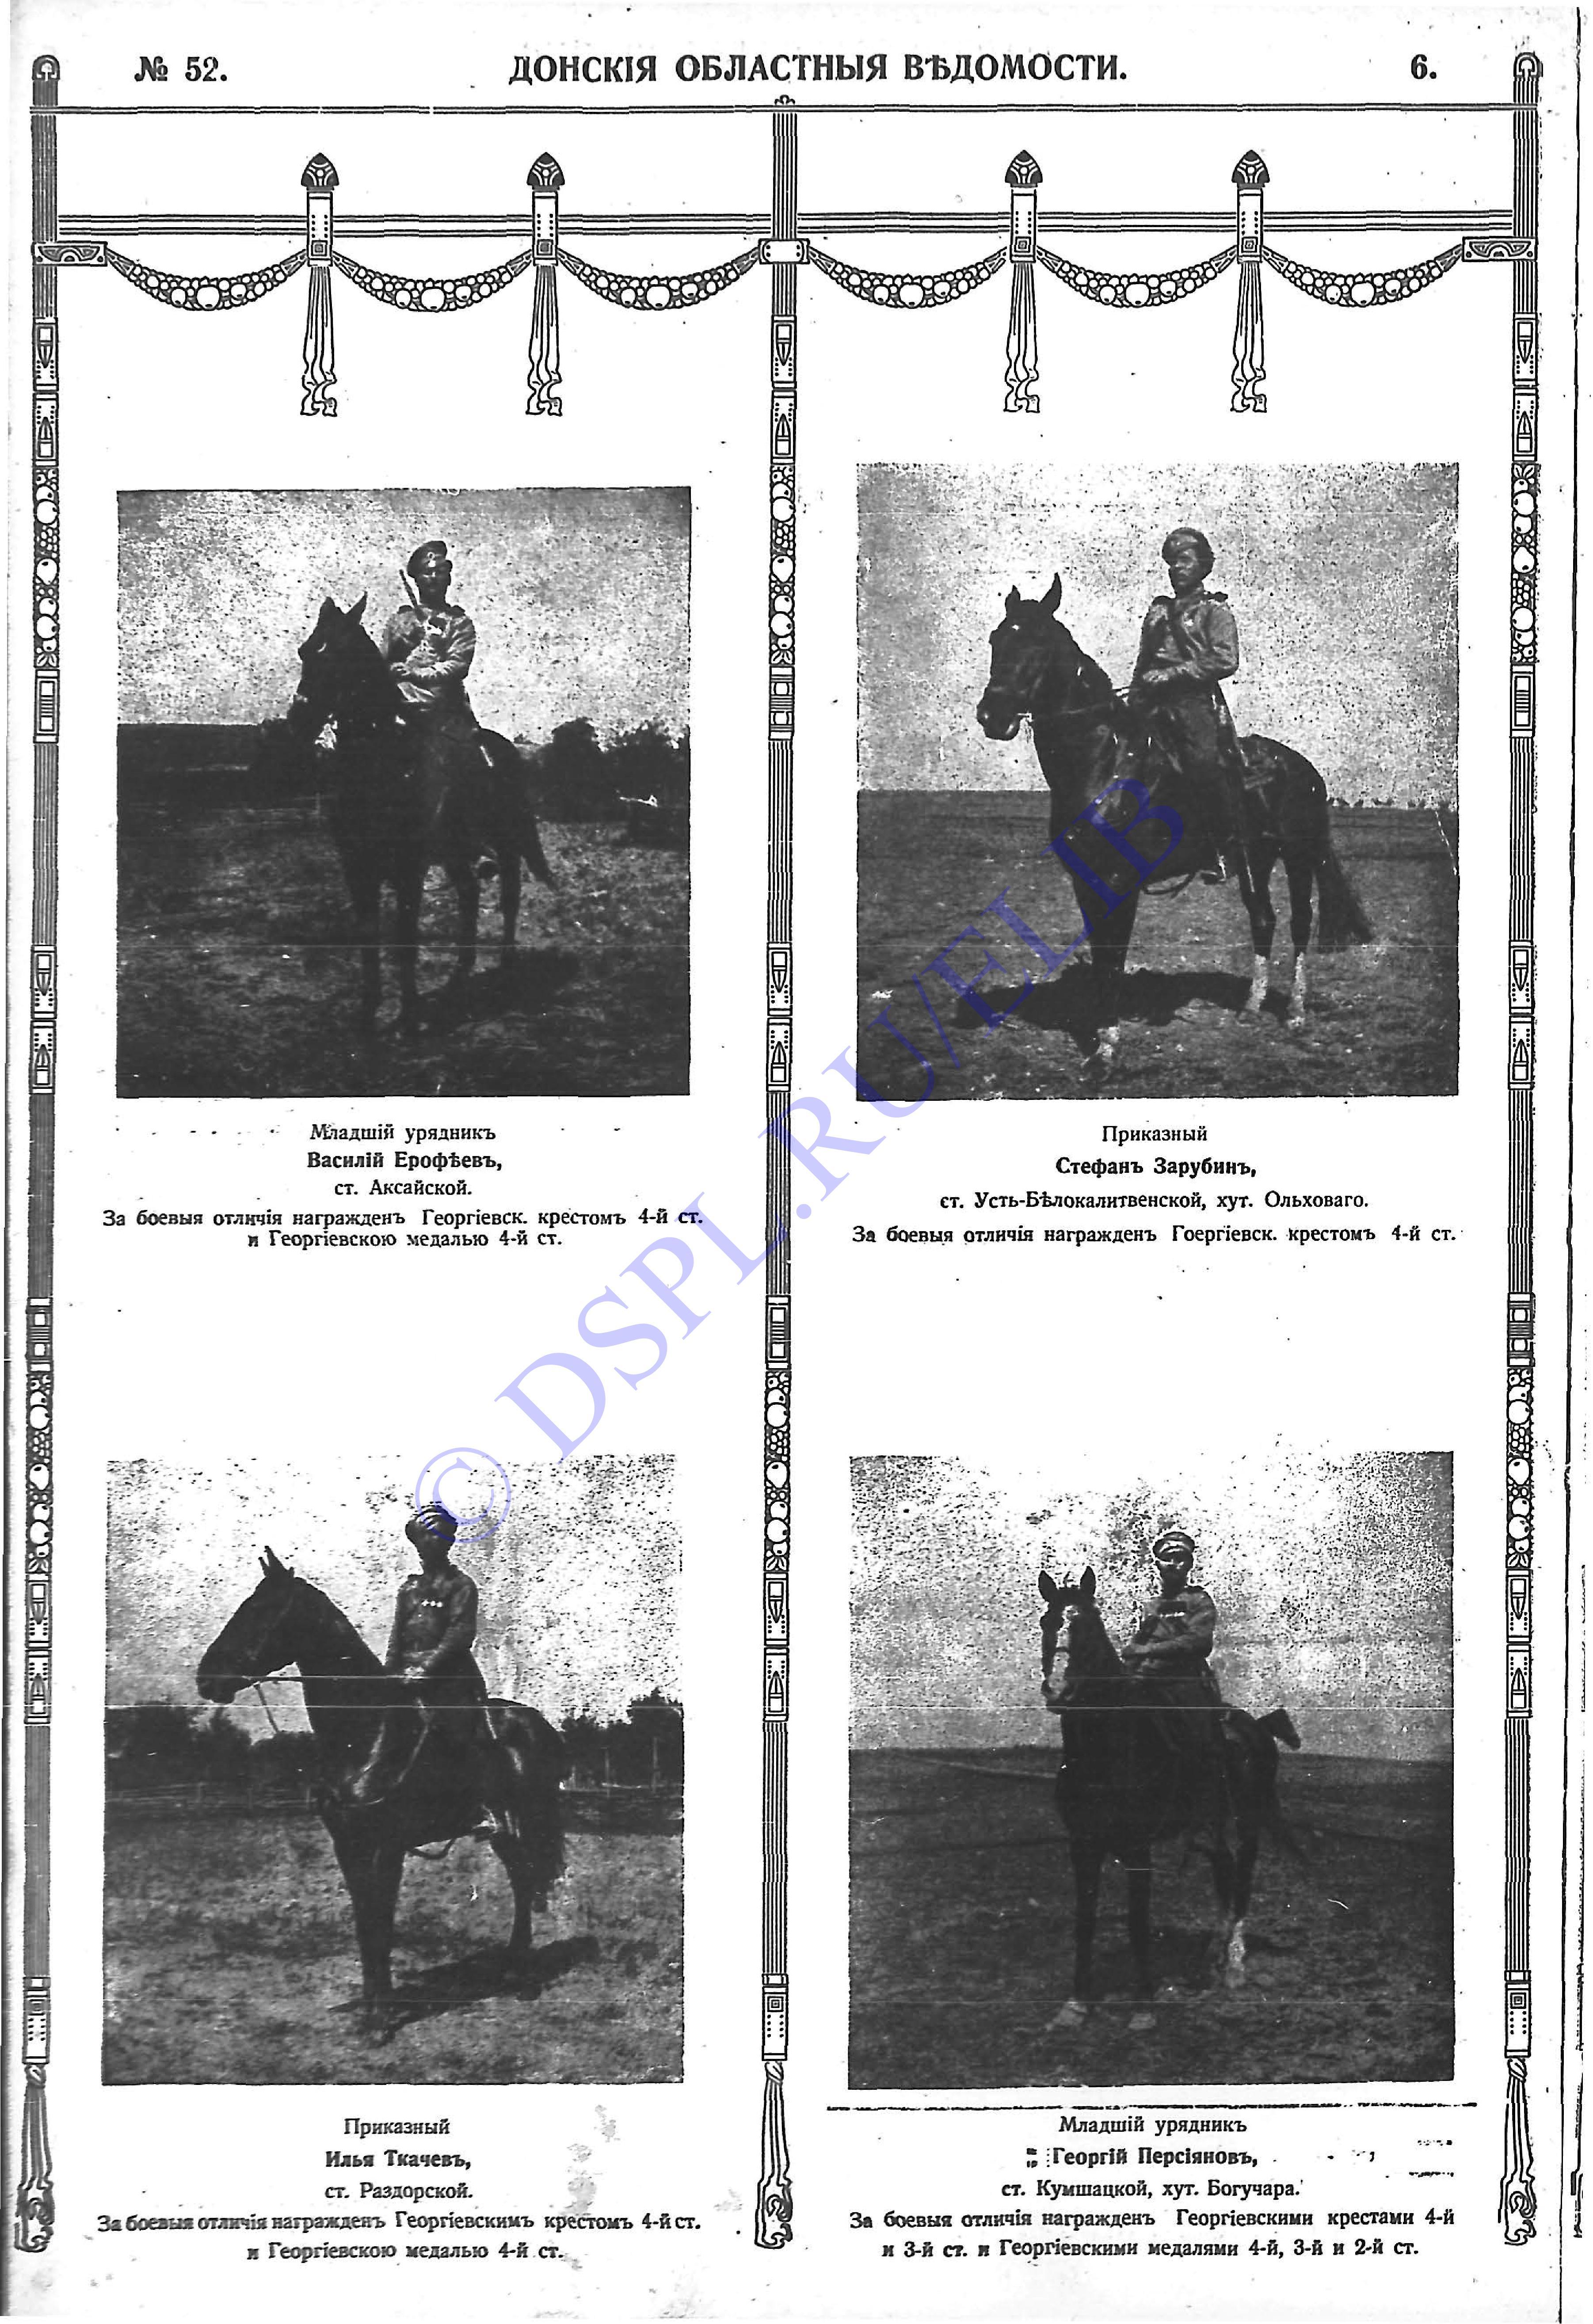 № 52.
ДОНСКІЯ ОБЛАСТНЫЯ ВѢДОМОСТИ.
6.
Младшій урядникъ
Василій Ерофѣевъ,
ст. Аксайской.
За боевыя отличія награжденъ Георгіевск. крестомъ 4-й ст.
и Георгіевскою медалью 4-й ст.
Приказный
Стефанъ Зарубинъ,
ст. Усть-Бѣлокалитвенской, хут. Ольховаго.
За боевыя отличія награжденъ Гоергіевск. крестомъ 4-й ст.
Приказный
Илья Ткачевъ,
ст. Раздорской.
За боевыя отличія награжденъ Георгіевскимъ крестомъ 4-й ст.
и Георгіевскою медалью 4-й ст.
Младшій урядникъ
Георгій Персіяновъ,
ст. Кумшацкой, хут. Богучара.
За боевыя отличія награжденъ Георгіевскими крестами 4-й
и 3-й ст. и Георгіевскими медалями 4-й, 3-й и 2-й ст.
© DSPL.RU/ELIB